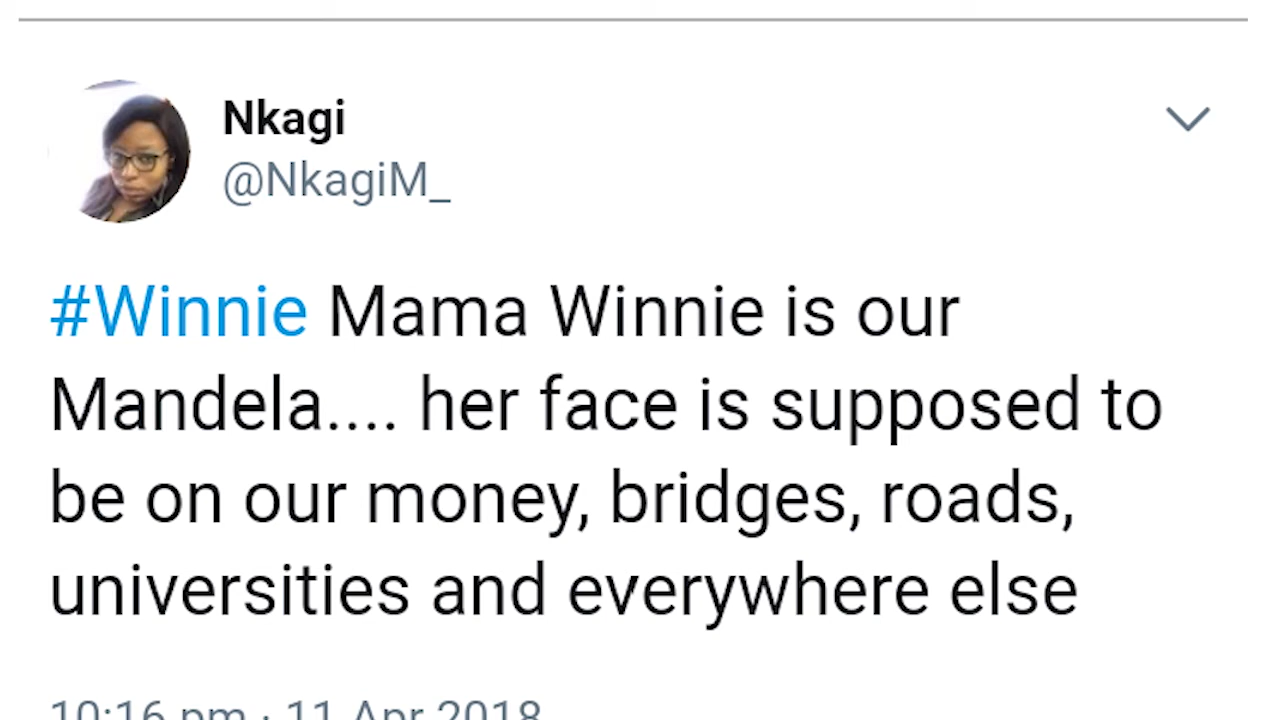 Nkagi
@NkagiM_
#Winnie Mama Winnie is our
Mandela.... her face is supposed to
be on our money, bridges, roads,
universities and everywhere else
10:16 pm · 11 Apr 2018